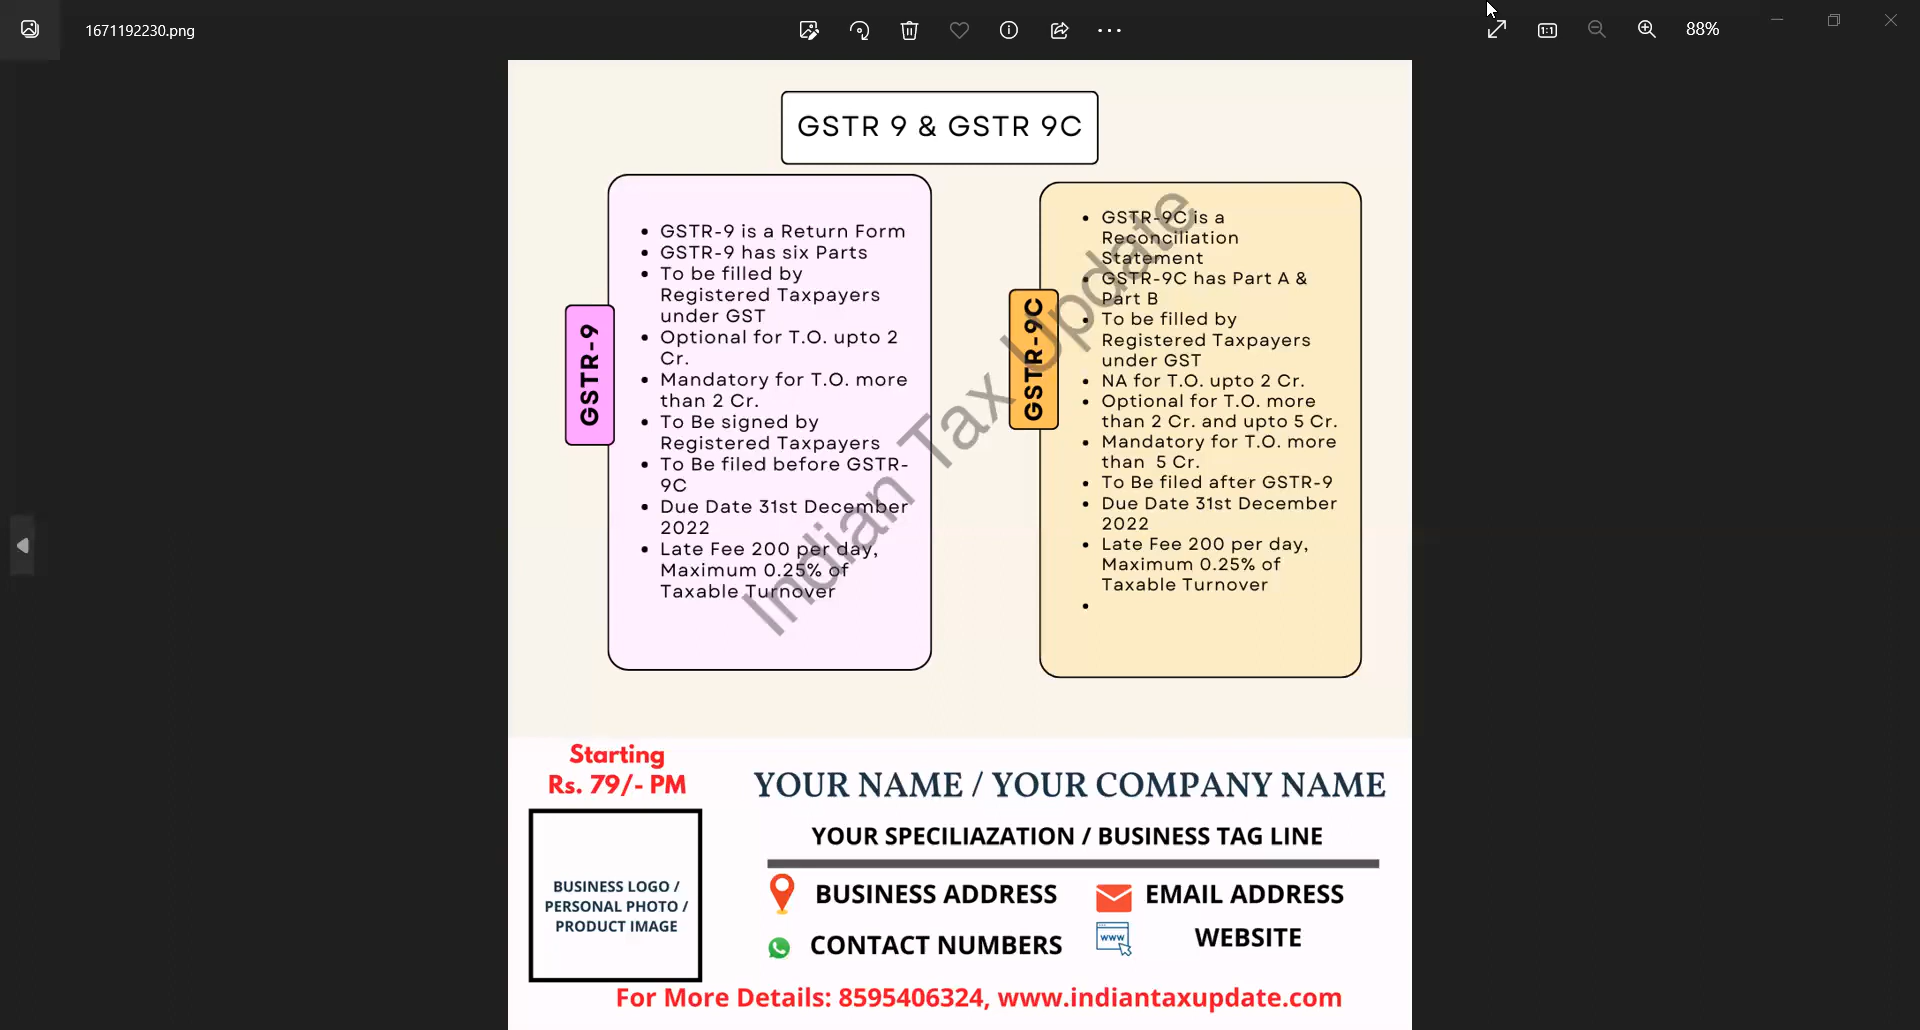 1671192230.png
88%
GSTR 9 & GSTR 9C
GSTR-9
• GSTR-9 is a Return Form
• GSTR-9 has six Parts
• To be filled by
Registered Taxpayers
under GST
• Optional for T.O. upto 2
Cr.
• Mandatory for T.O. more
than 2 Cr.
• To Be signed by
Registered Taxpayers
• To Be filed before GSTR-
9C
• Due Date 31st December
2022
• Late Fee 200 per day,
Maximum 0.25% of
Taxable Turnover
GSTR-9C
• GSTR-9C is a
Reconciliation
Statement
• GSTR-9C has Part A &
Part B
• To be filled by
Registered Taxpayers
under GST
• NA for T.O. upto 2 Cr.
• Optional for T.O. more
than 2 Cr. and upto 5 Cr.
• Mandatory for T.O. more
than 5 Cr.
• To Be filed after GSTR-9
• Due Date 31st December
2022
• Late Fee 200 per day,
Maximum 0.25% of
Taxable Turnover
•
Indian Tax Update
Starting
Rs. 79/- PM
BUSINESS LOGO /
PERSONAL PHOTO /
PRODUCT IMAGE
YOUR NAME / YOUR COMPANY NAME
YOUR SPECILIAZATION / BUSINESS TAG LINE
BUSINESS ADDRESS
EMAIL ADDRESS
CONTACT NUMBERS
www
WEBSITE
For More Details: 8595406324, www.indiantaxupdate.com